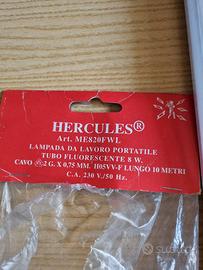 HERCULES®
Art. ME820FWL
LAMPADA DA LAVORO PORTATILE
TUBO FLUORESCENTE 8 W.
CAVO 2 G. X 0,75 MM. H05VV-F LUNGO 10 METRI
C.A. 230 V./50 Hz.
SUBITO